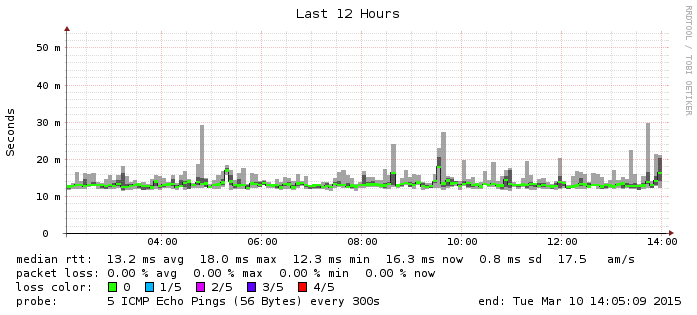 Last 12 Hours
RRDTOOL / TOBI OETIKER
Seconds
50 m
40 m
30 m
20 m
10 m
0
04:00 06:00 08:00 10:00 12:00 14:00
median rtt: 13.2 ms avg 18.0 ms max 12.3 ms min 16.3 ms now 0.8 ms sd 17.5 am/s
packet loss: 0.00 % avg 0.00 % max 0.00 % min 0.00 % now
loss color: 0 1/5 2/5 3/5 4/5
probe: 5 ICMP Echo Pings (56 Bytes) every 300s end: Tue Mar 10 14:05:09 2015